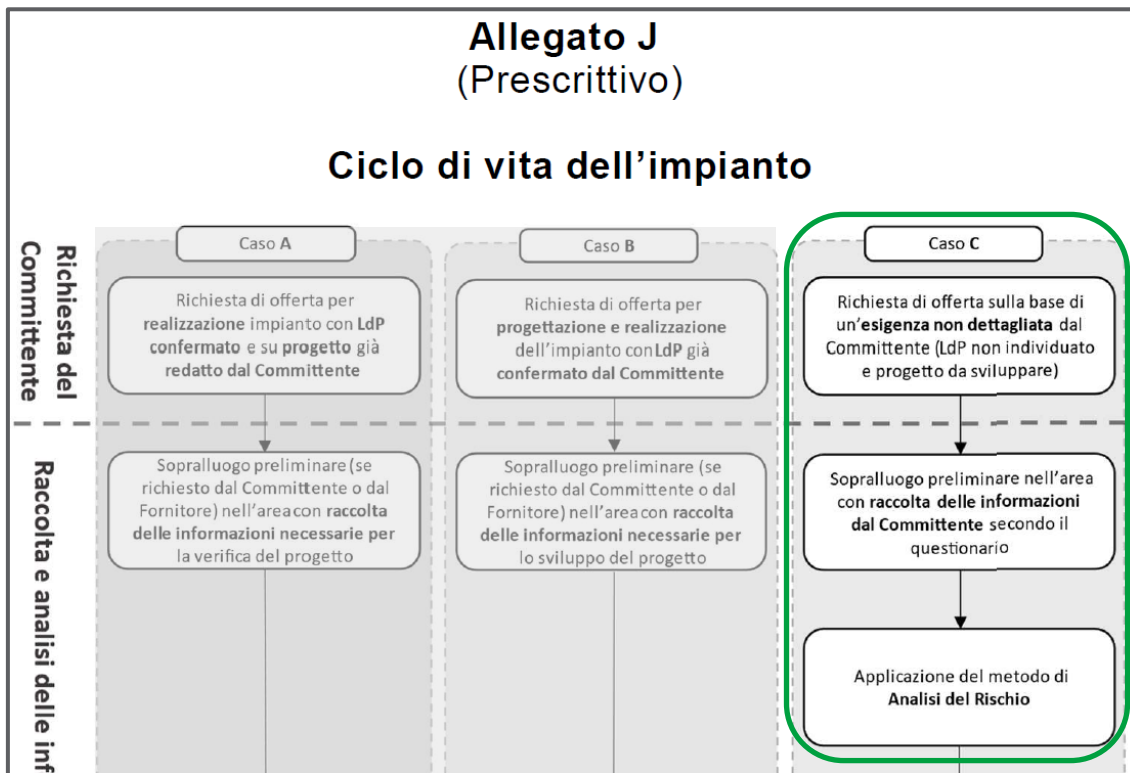 Allegato J
(Prescrittivo)
Ciclo di vita dell'impianto
Richiesta del
Committente
Caso A
Richiesta di offerta per
realizzazione impianto con LdP
confermato e su progetto già
redatto dal Committente
Caso B
Richiesta di offerta per
progettazione e realizzazione
dell'impianto con LdP già
confermato dal Committente
Caso C
Richiesta di offerta sulla base di
un'esigenza non dettagliata dal
Committente (LdP non individuato
e progetto da sviluppare)
Raccolta e analisi delle inf
Sopralluogo preliminare (se
richiesto dal Committente o dal
Fornitore) nell'area con raccolta
delle informazioni necessarie per
la verifica del progetto
Sopralluogo preliminare (se
richiesto dal Committente o dal
Fornitore) nell'area con raccolta
delle informazioni necessarie per
lo sviluppo del progetto
Sopralluogo preliminare nell'area
con raccolta delle informazioni
dal Committente secondo il
questionario
Applicazione del metodo di
Analisi del Rischio